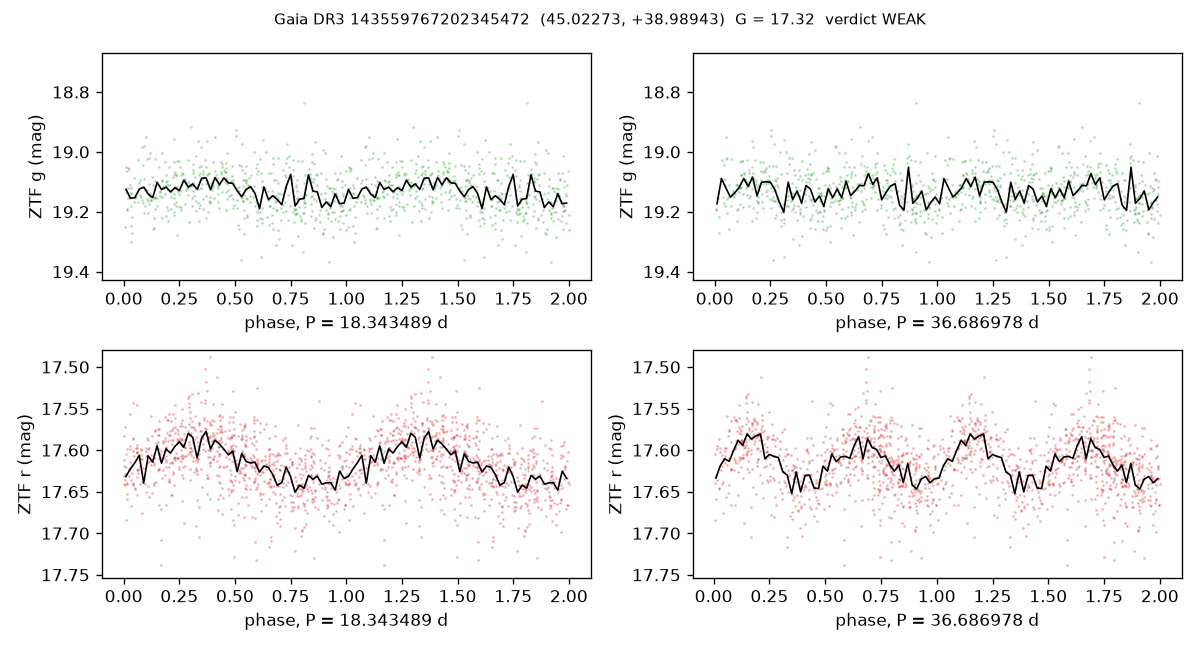 Gaia DR3 143559767202345472 (45.02273, +38.98943) G = 17.32 verdict WEAK
ZTF g (mag)
18.8
19.0
19.2
19.4
0.00 0.25 0.50 0.75 1.00 1.25 1.50 1.75 2.00
phase, P = 18.343489 d
ZTF g (mag)
18.8
19.0
19.2
19.4
0.00 0.25 0.50 0.75 1.00 1.25 1.50 1.75 2.00
phase, P = 36.686978 d
ZTF r (mag)
17.50
17.55
17.60
17.65
17.70
17.75
0.00 0.25 0.50 0.75 1.00 1.25 1.50 1.75 2.00
phase, P = 18.343489 d
ZTF r (mag)
17.50
17.55
17.60
17.65
17.70
17.75
0.00 0.25 0.50 0.75 1.00 1.25 1.50 1.75 2.00
phase, P = 36.686978 d